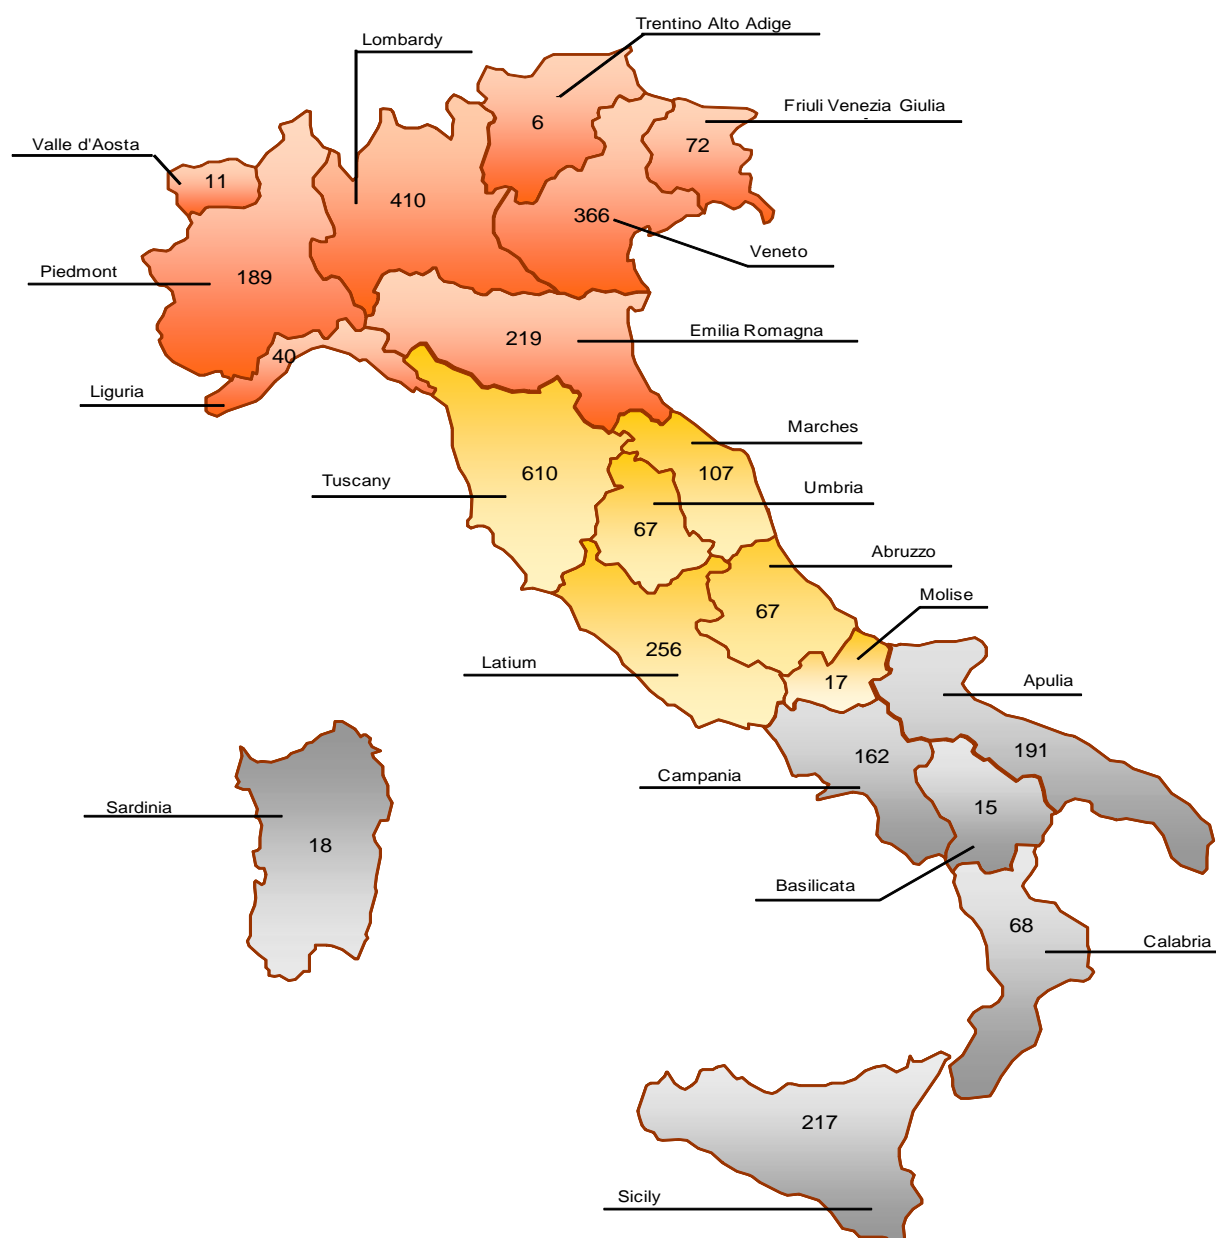 Trentino Alto Adige
Lombardy
Friuli Venezia Giulia
6
Valle d'Aosta
72
11
410
366
Veneto
Piedmont
189
Emilia Romagna
219
40
Liguria
Marches
107
Tuscany
610
Umbria
67
Abruzzo
Molise
67
256
Latium
17
Apulia
191
162
Campania
Sardinia
15
18
Basilicata
68
Calabria
217
Sicily